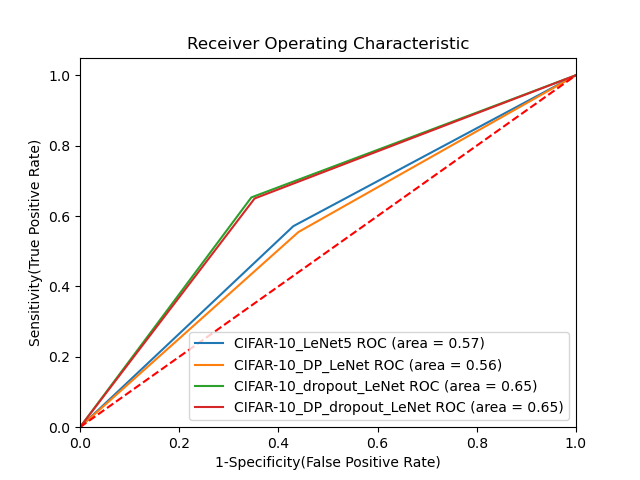 Receiver Operating Characteristic
Sensitivity(True Positive Rate)
1.0
0.8
0.6
0.4
0.2
0.0
CIFAR-10_LeNet5 ROC (area = 0.57)
CIFAR-10_DP_LeNet ROC (area = 0.56)
CIFAR-10_dropout_LeNet ROC (area = 0.65)
CIFAR-10_DP_dropout_LeNet ROC (area = 0.65)
0.0 0.2 0.4 0.6 0.8 1.0
1-Specificity(False Positive Rate)